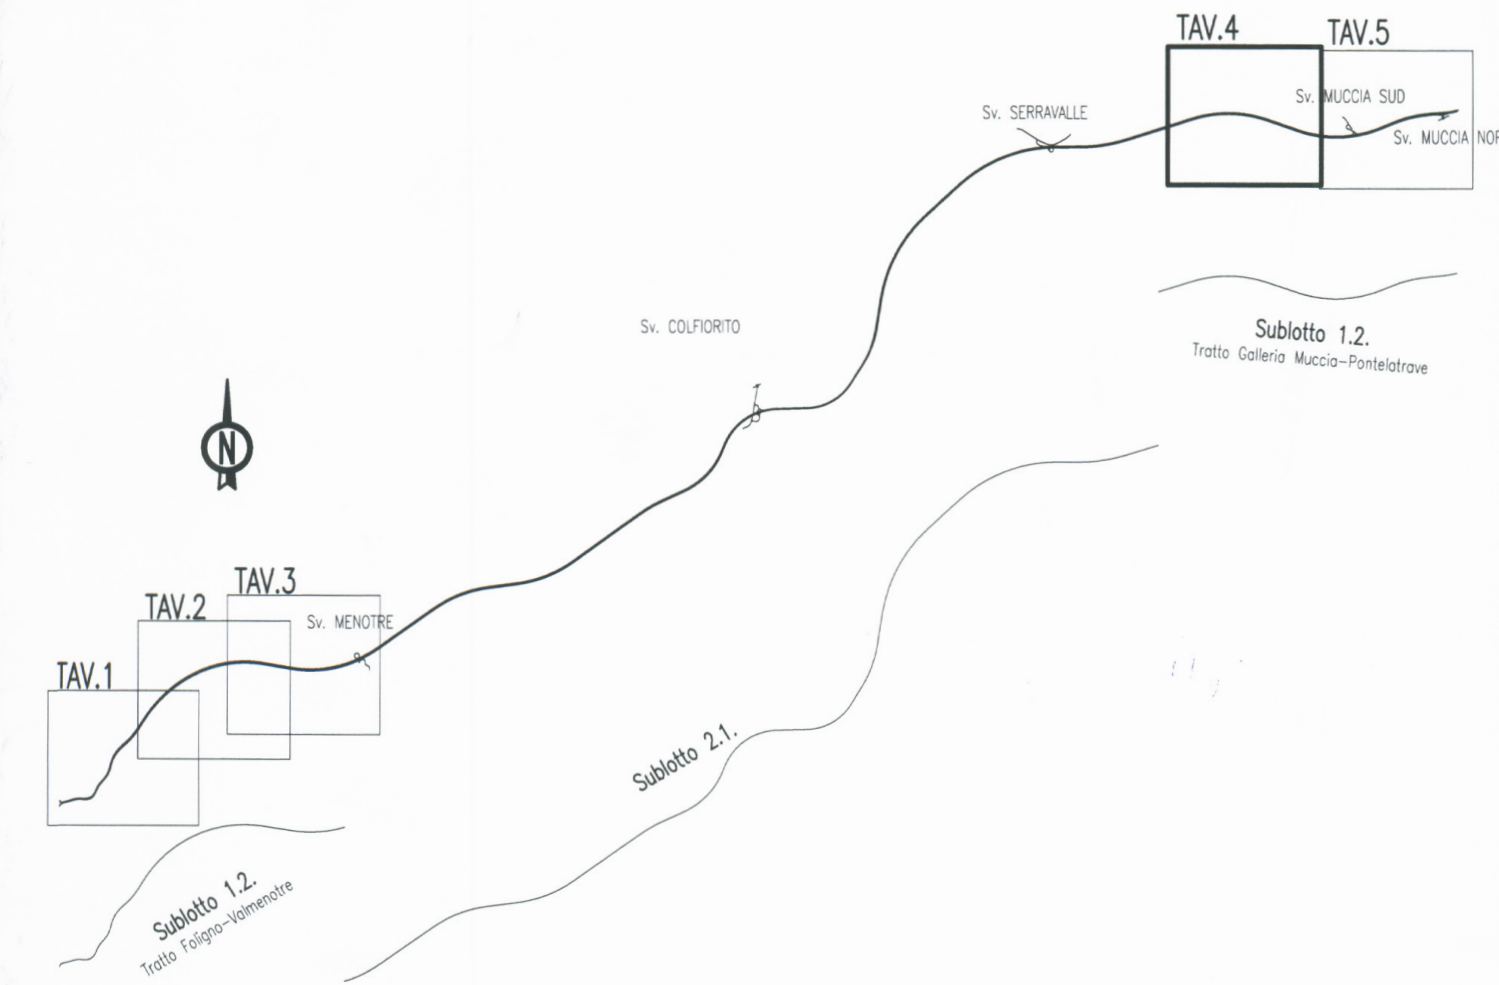 TAV.4
TAV.5
Sv. MUCCIA SUD
Sv. SERRAVALLE
Sv. MUCCIA
Sv. COLFIORITO
Sublotto 1.2.
Tratto Galleria Muccia-Pontelatrave
N
TAV.3
TAV.2
Sv. MENOTRE
TAV.1
Sublotto 2.1.
Sublotto 1.2.
Tratto Foligno-Valmenotre